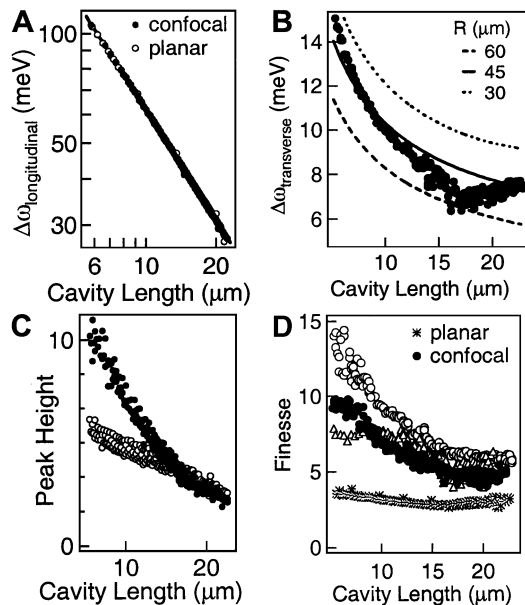 A
100
50
30
Δω_longitudinal (meV)
confocal
planar
6
10
20
Cavity Length (μm)
B
14
12
10
8
6
Δω_transverse (meV)
R (μm)
60
45
30
10
15
20
Cavity Length (μm)
C
10
0
Peak Height
10
20
Cavity Length (μm)
D
15
10
5
0
Finesse
planar
confocal
10
15
20
Cavity Length (μm)